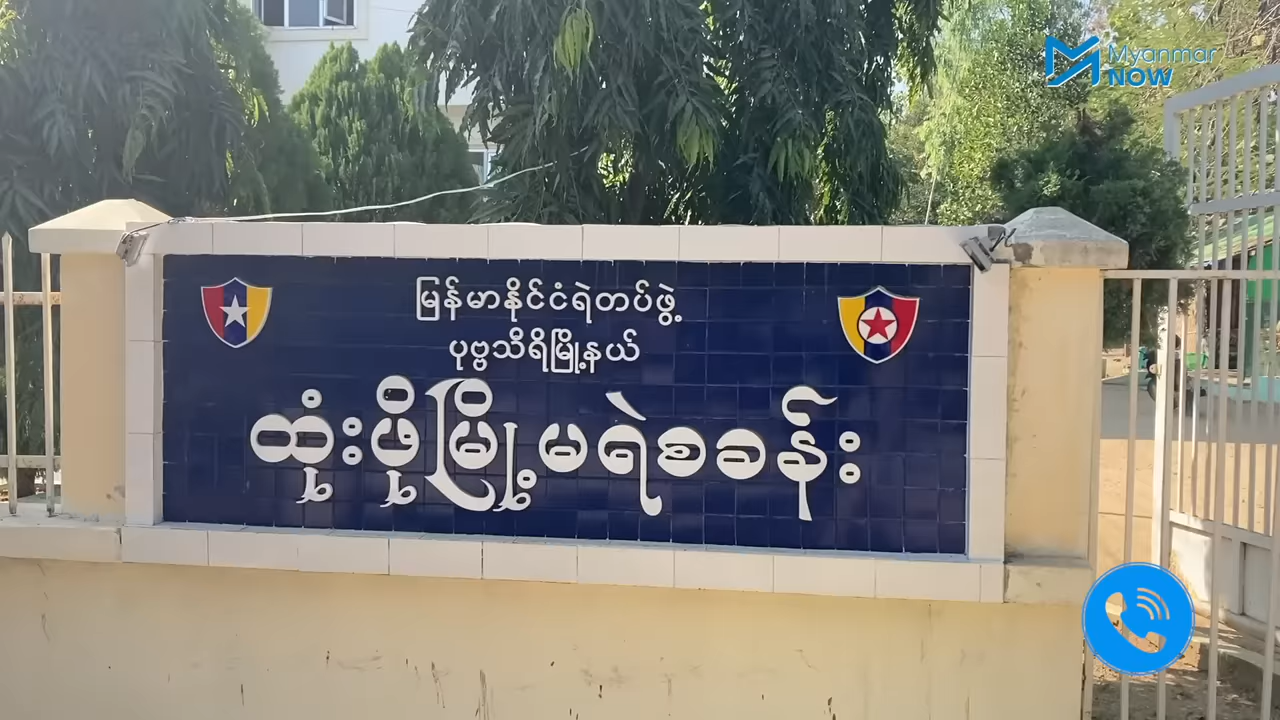 Myanmar
NOW
မြန်မာနိုင်ငံရဲတပ်ဖွဲ့
ပုဗ္ဗသီရိမြို့နယ်
ထုံးဖိုမြို့မရဲစခန်း